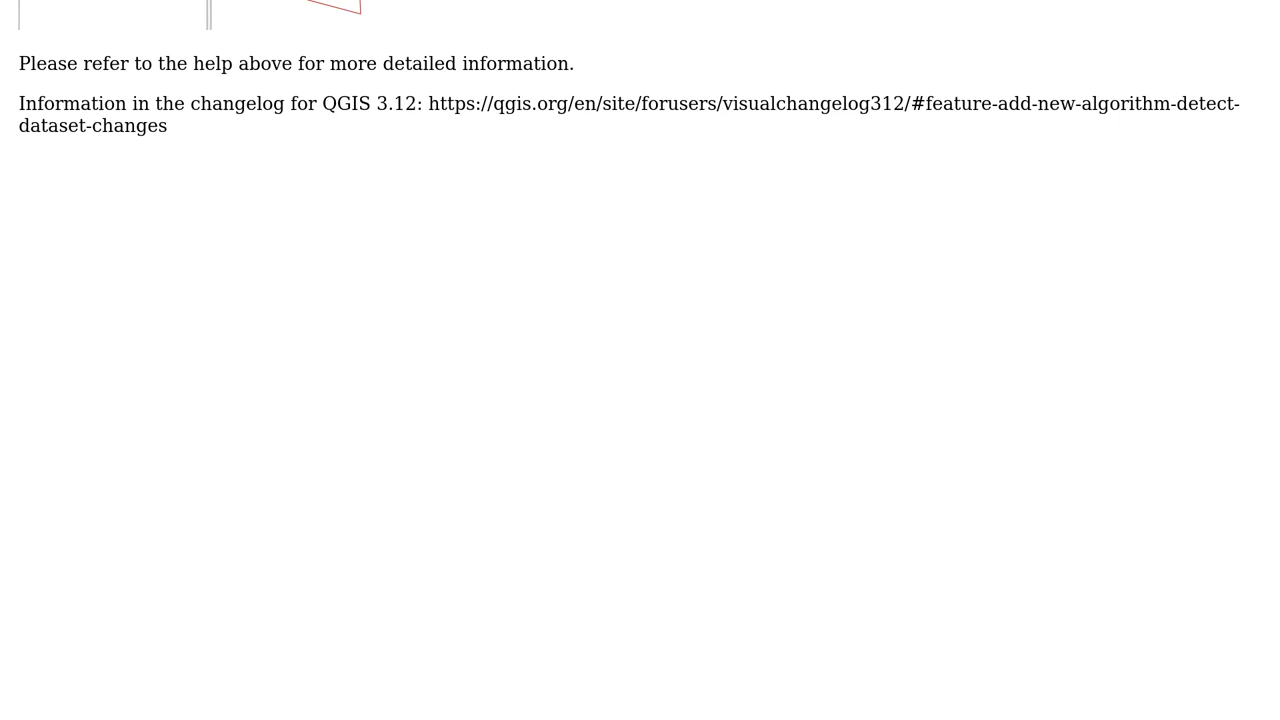 Please refer to the help above for more detailed information.
Information in the changelog for QGIS 3.12: https://qgis.org/en/site/forusers/visualchangelog312/#feature-add-new-algorithm-detect-
dataset-changes